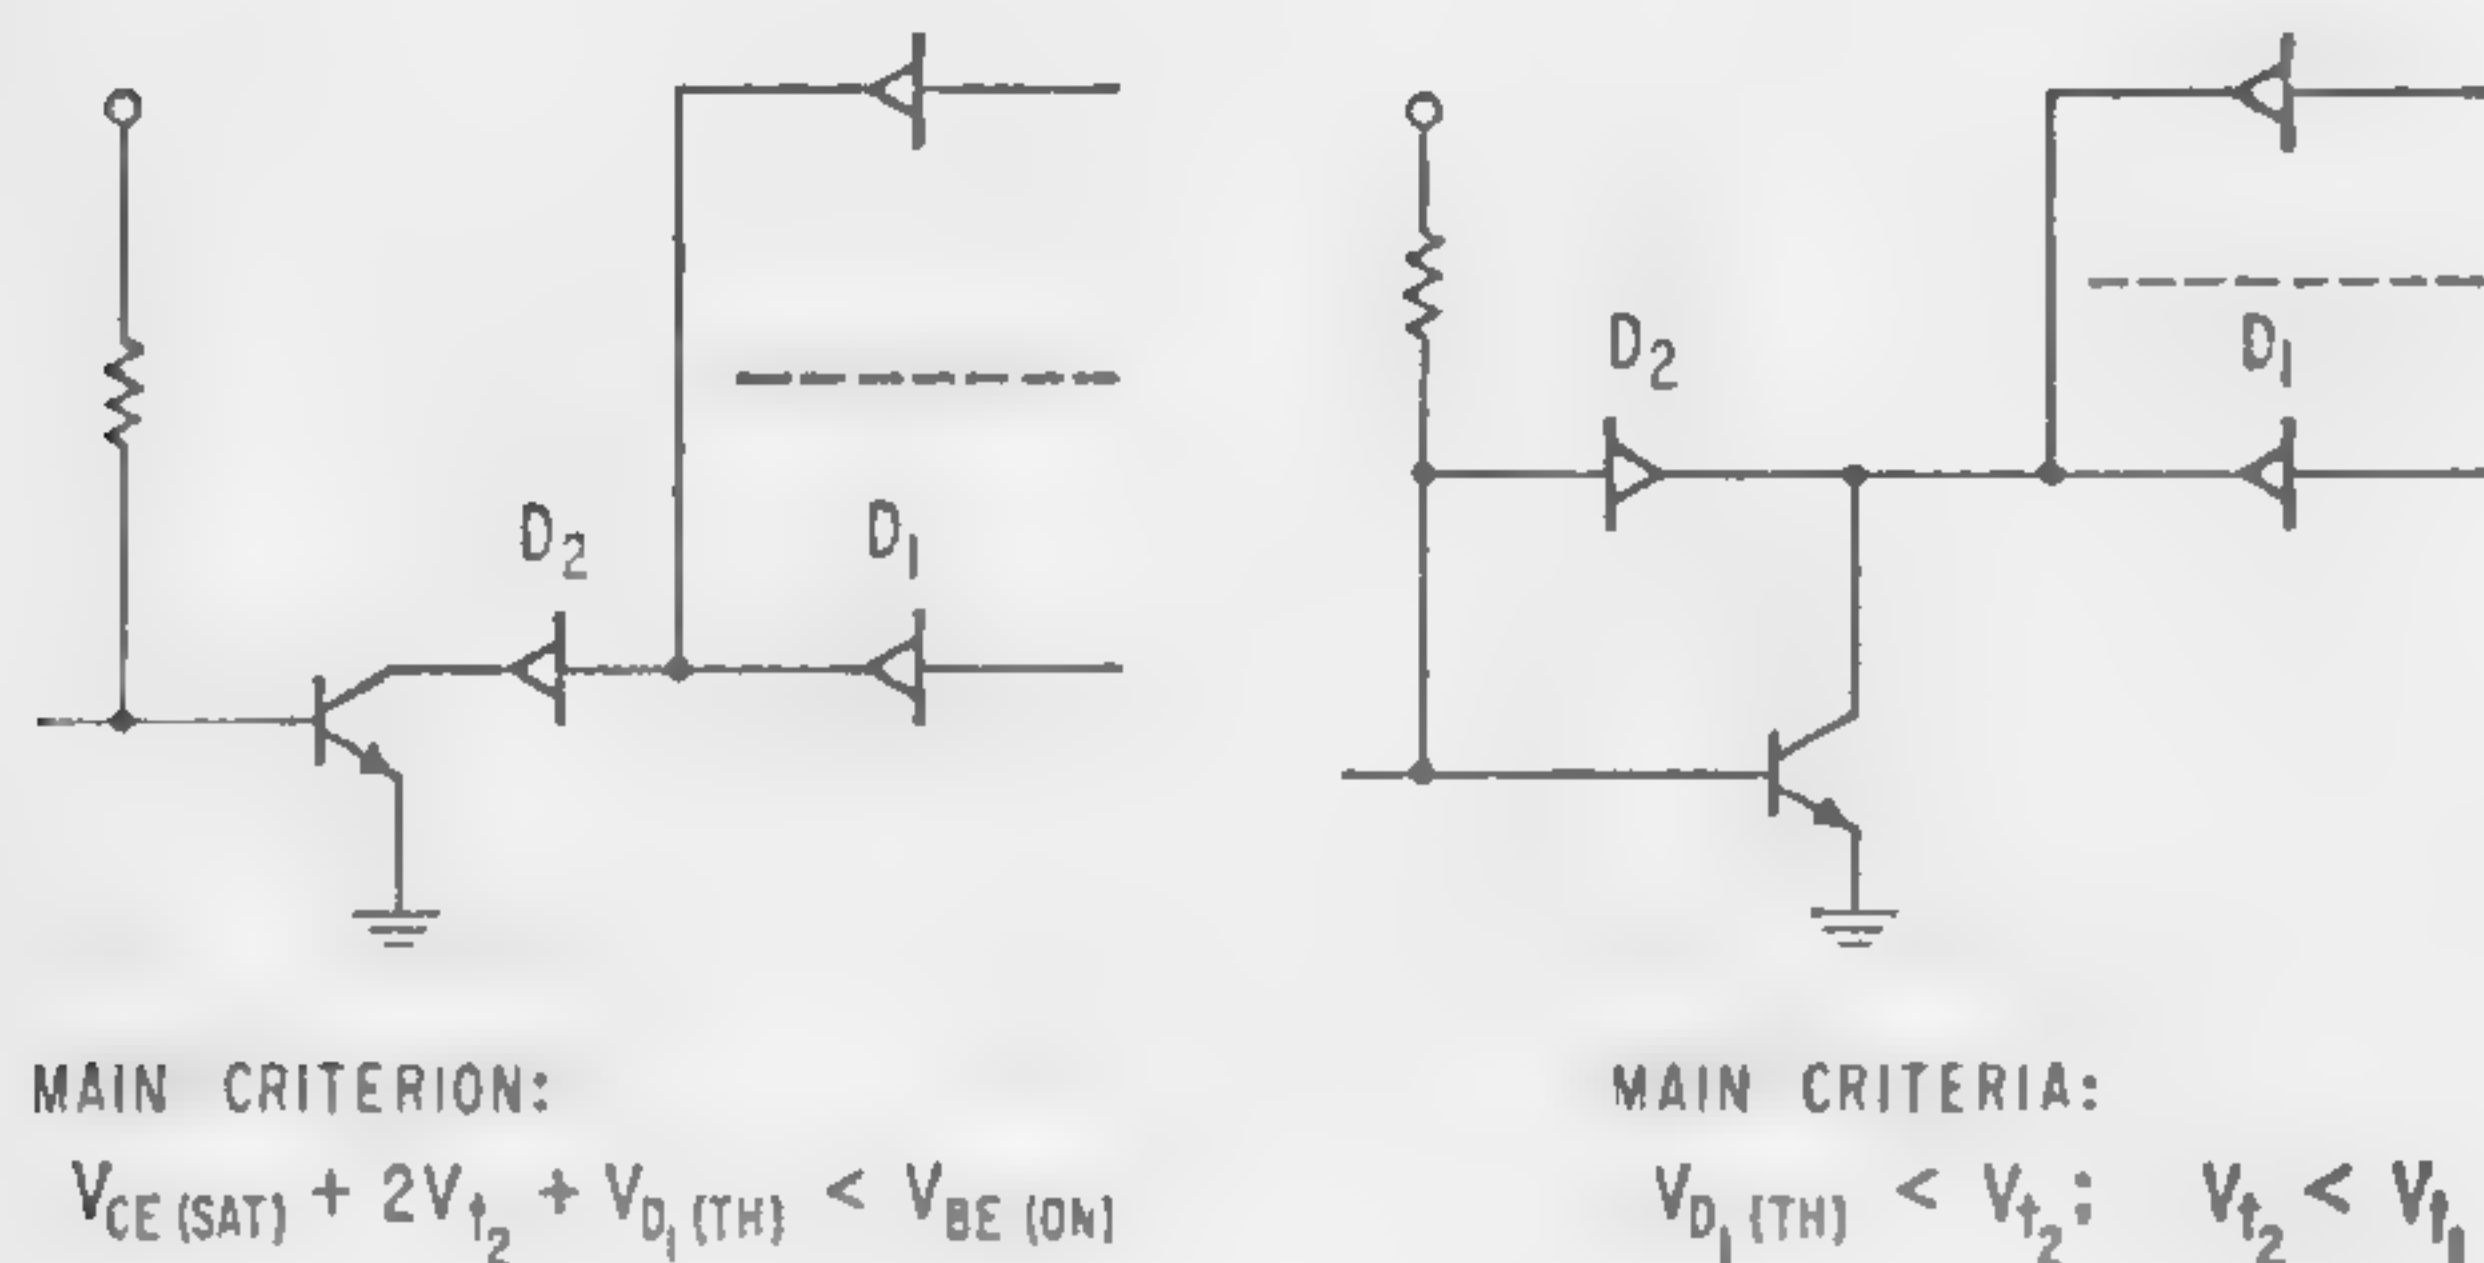 D2
D1
D2
D1
MAIN CRITERION:
VCE (SAT) + 2Vt2 + VD1 (TH) < VBE (ON)
MAIN CRITERIA:
VD1 (TH) < Vt2; Vt2 < Vt1